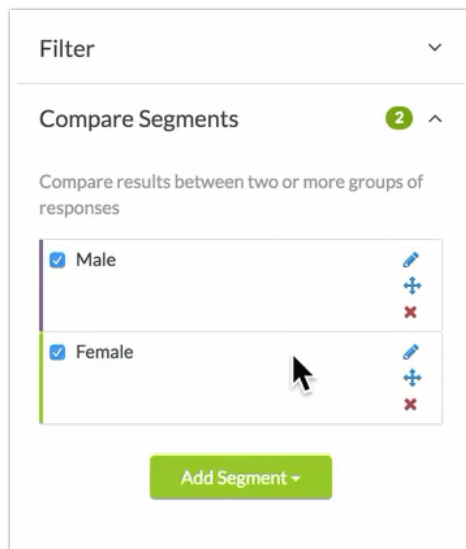 Filter
Compare Segments 2
Compare results between two or more groups of
responses
Male
Female
Add Segment